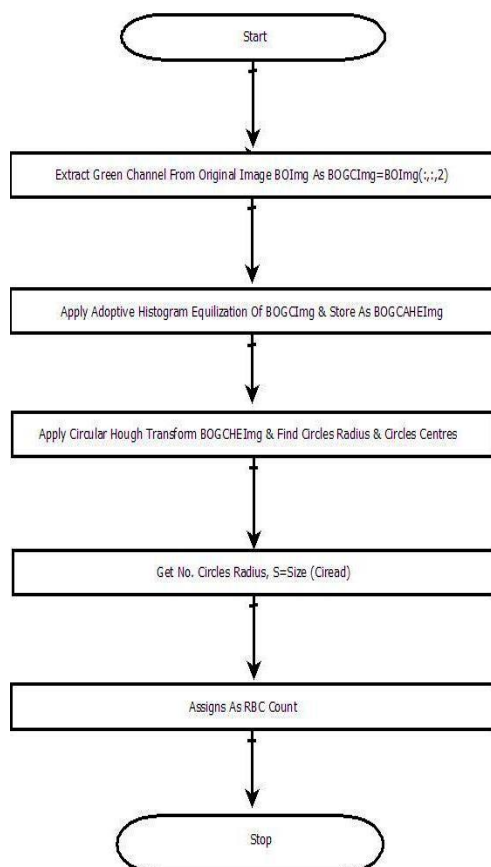 Start
Extract Green Channel From Original Image BOImg As BOGCImg=BOImg(:,:,2)
Apply Adoptive Histogram Equilization Of BOGCImg & Store As BOGCAHEImg
Apply Circular Hough Transform BOGCHEImg & Find Circles Radius & Circles Centres
Get No. Circles Radius, S=Size (Ciread)
Assigns As RBC Count
Stop